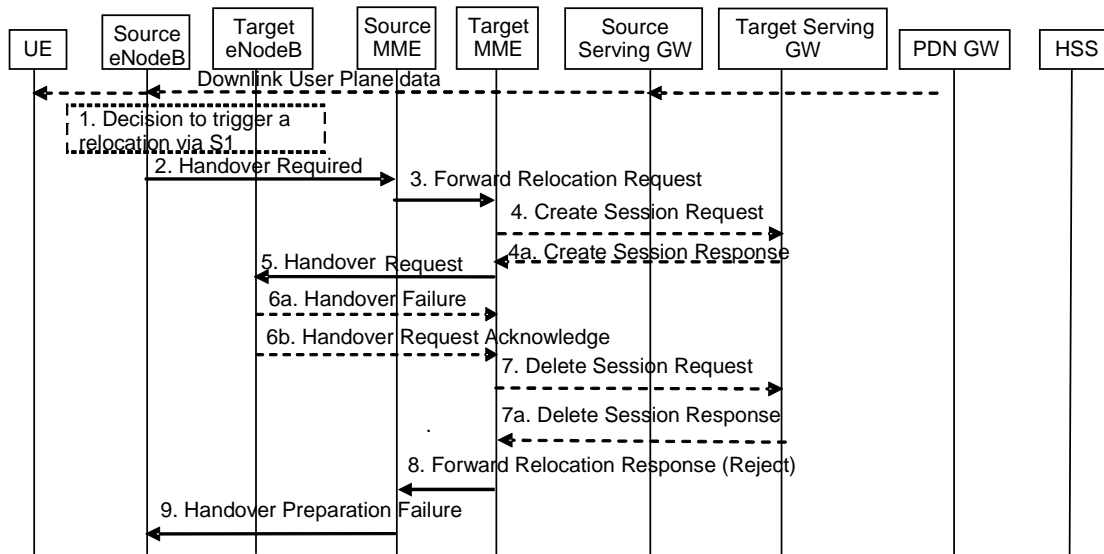 UE
Source
eNodeB
Target
eNodeB
Source
MME
Target
MME
Source
Serving GW
Target Serving
GW
PDN GW
HSS
Downlink User Plane data
1. Decision to trigger a
relocation via S1
2. Handover Required
3. Forward Relocation Request
4. Create Session Request
4a. Create Session Response
5. Handover Request
6a. Handover Failure
6b. Handover Request Acknowledge
7. Delete Session Request
7a. Delete Session Response
.
8. Forward Relocation Response (Reject)
9. Handover Preparation Failure